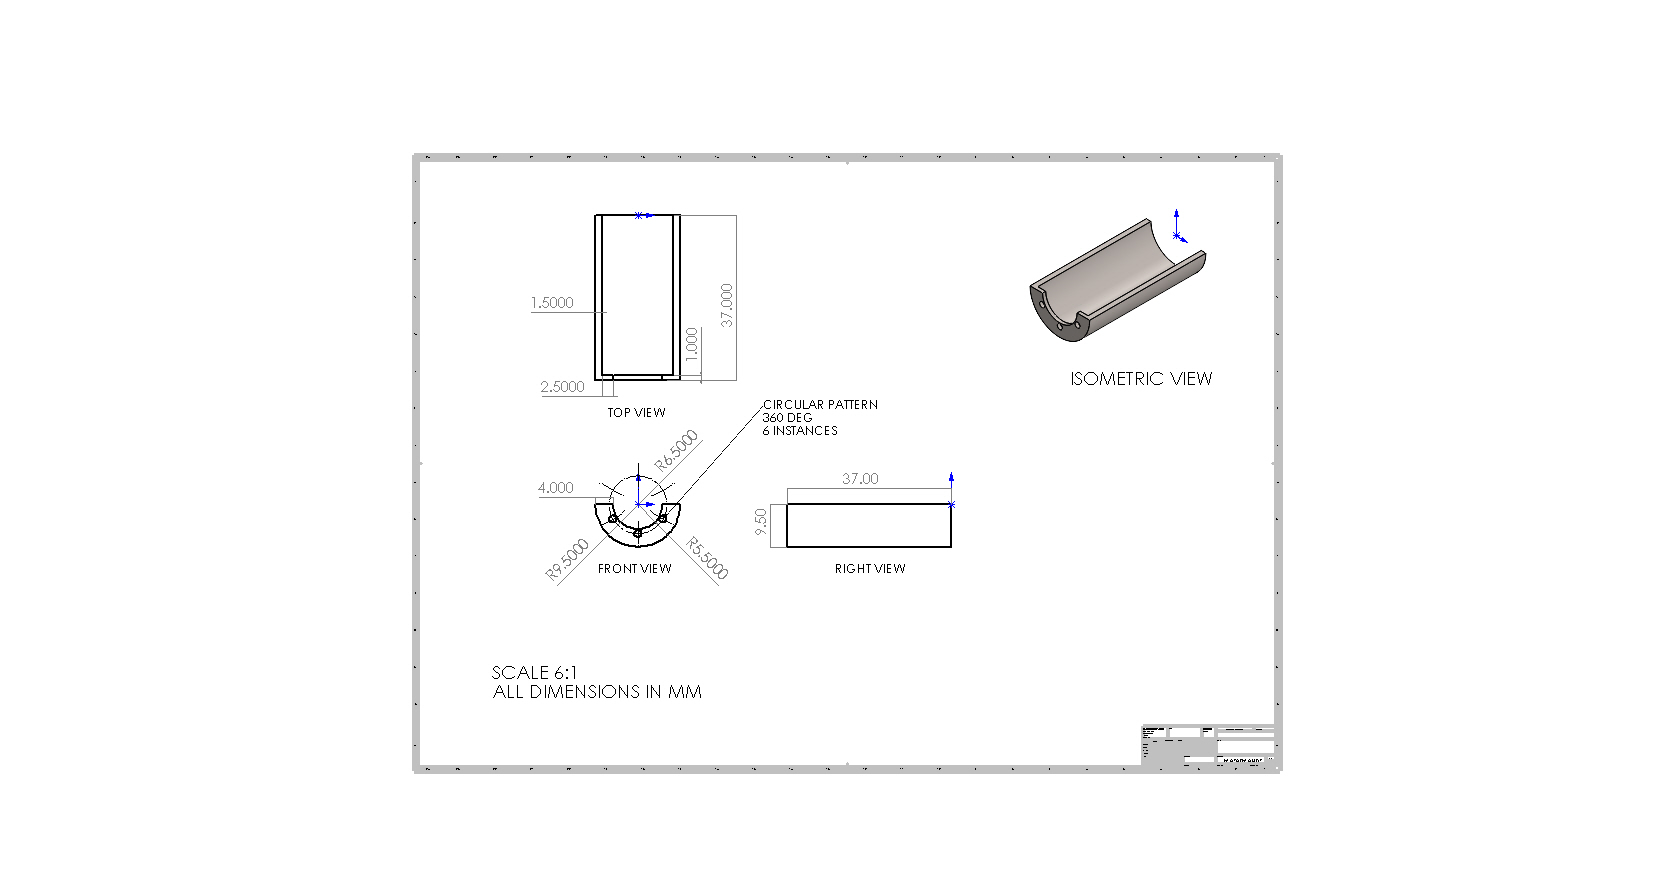 1.5000
37.000
1.000
2.5000
TOP VIEW
ISOMETRIC VIEW
CIRCULAR PATTERN
360 DEG
6 INSTANCES
R6.5000
4.000
R9.5000
R5.5000
FRONT VIEW
37.00
9.50
RIGHT VIEW
SCALE 6:1
ALL DIMENSIONS IN MM